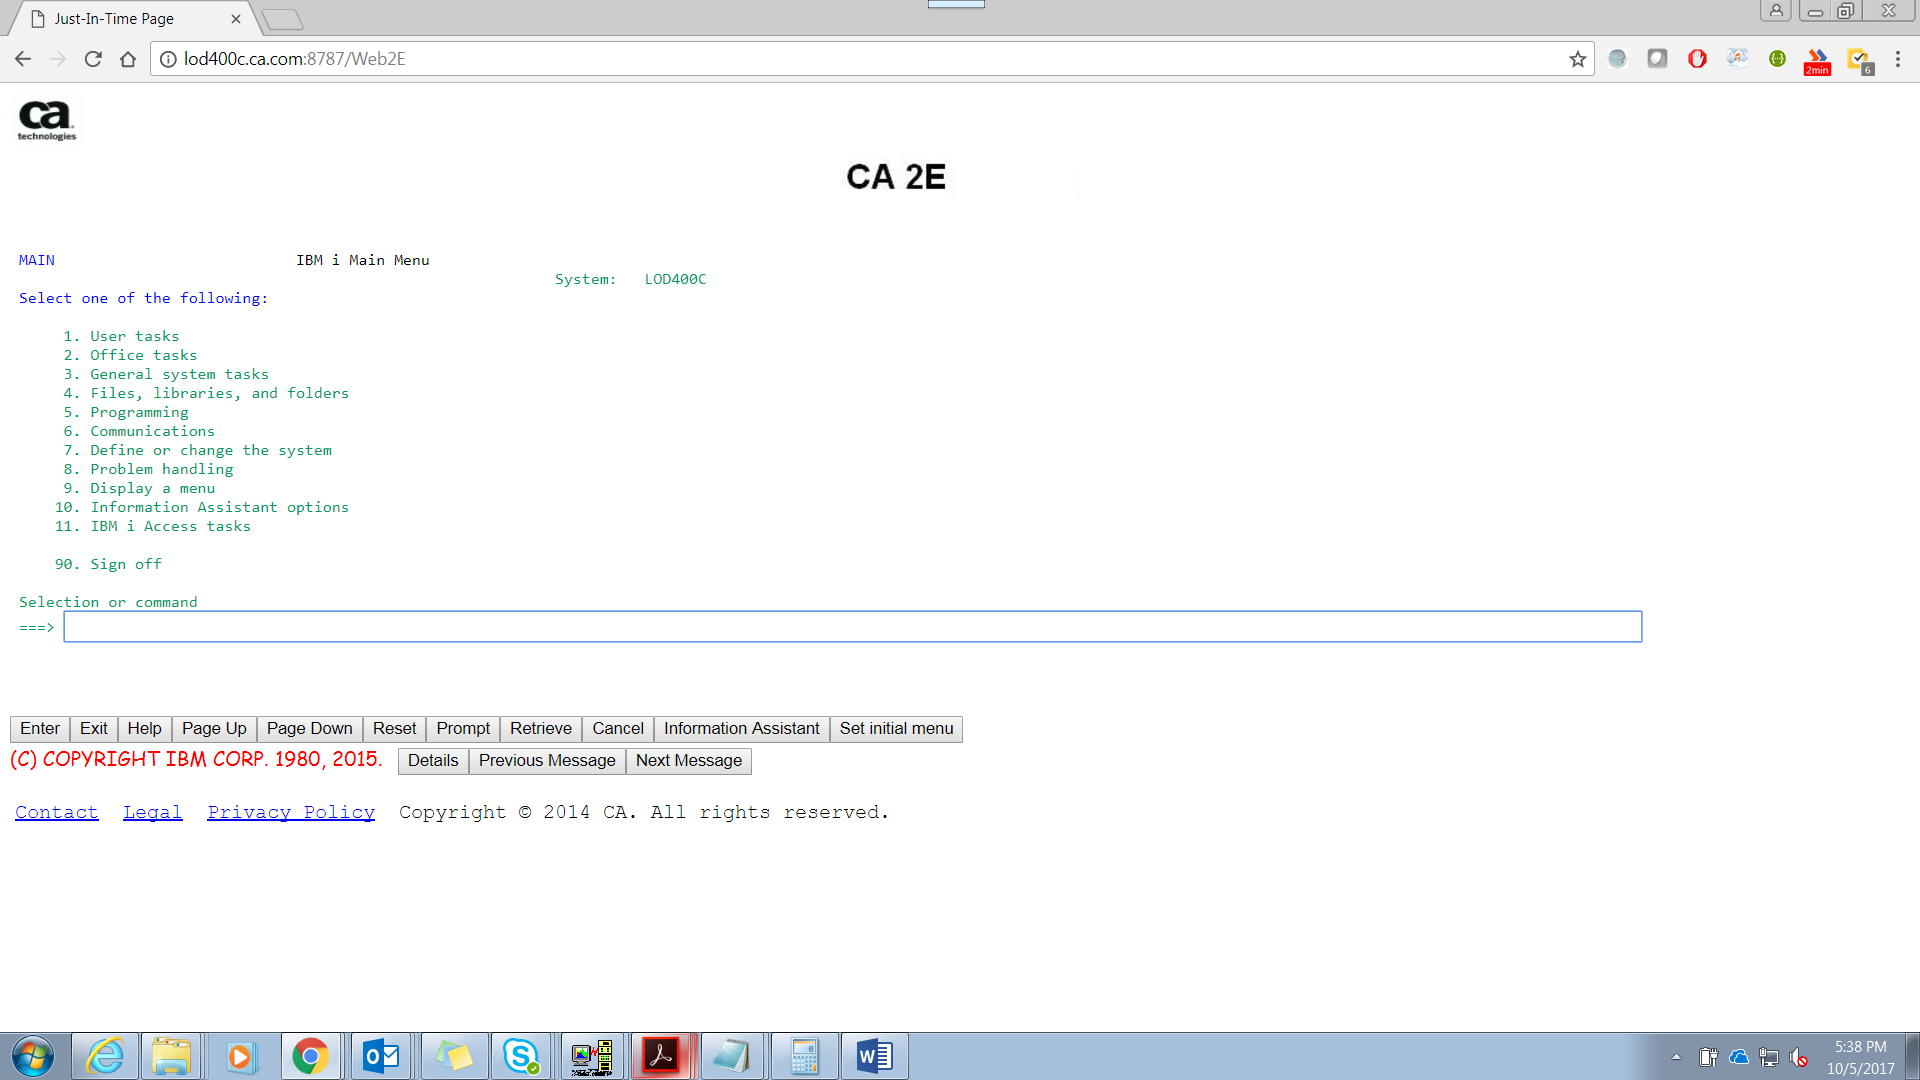 Just-In-Time Page
lod400c.ca.com:8787/Web2E
2min
6
ca
technologies
CA 2E
MAIN IBM i Main Menu
System: LOD400C
Select one of the following:
1. User tasks
2. Office tasks
3. General system tasks
4. Files, libraries, and folders
5. Programming
6. Communications
7. Define or change the system
8. Problem handling
9. Display a menu
10. Information Assistant options
11. IBM i Access tasks
90. Sign off
Selection or command
===>
Enter Exit Help Page Up Page Down Reset Prompt Retrieve Cancel Information Assistant Set initial menu
(C) COPYRIGHT IBM CORP. 1980, 2015. Details Previous Message Next Message
Contact Legal Privacy Policy Copyright © 2014 CA. All rights reserved.
5:38 PM
10/5/2017